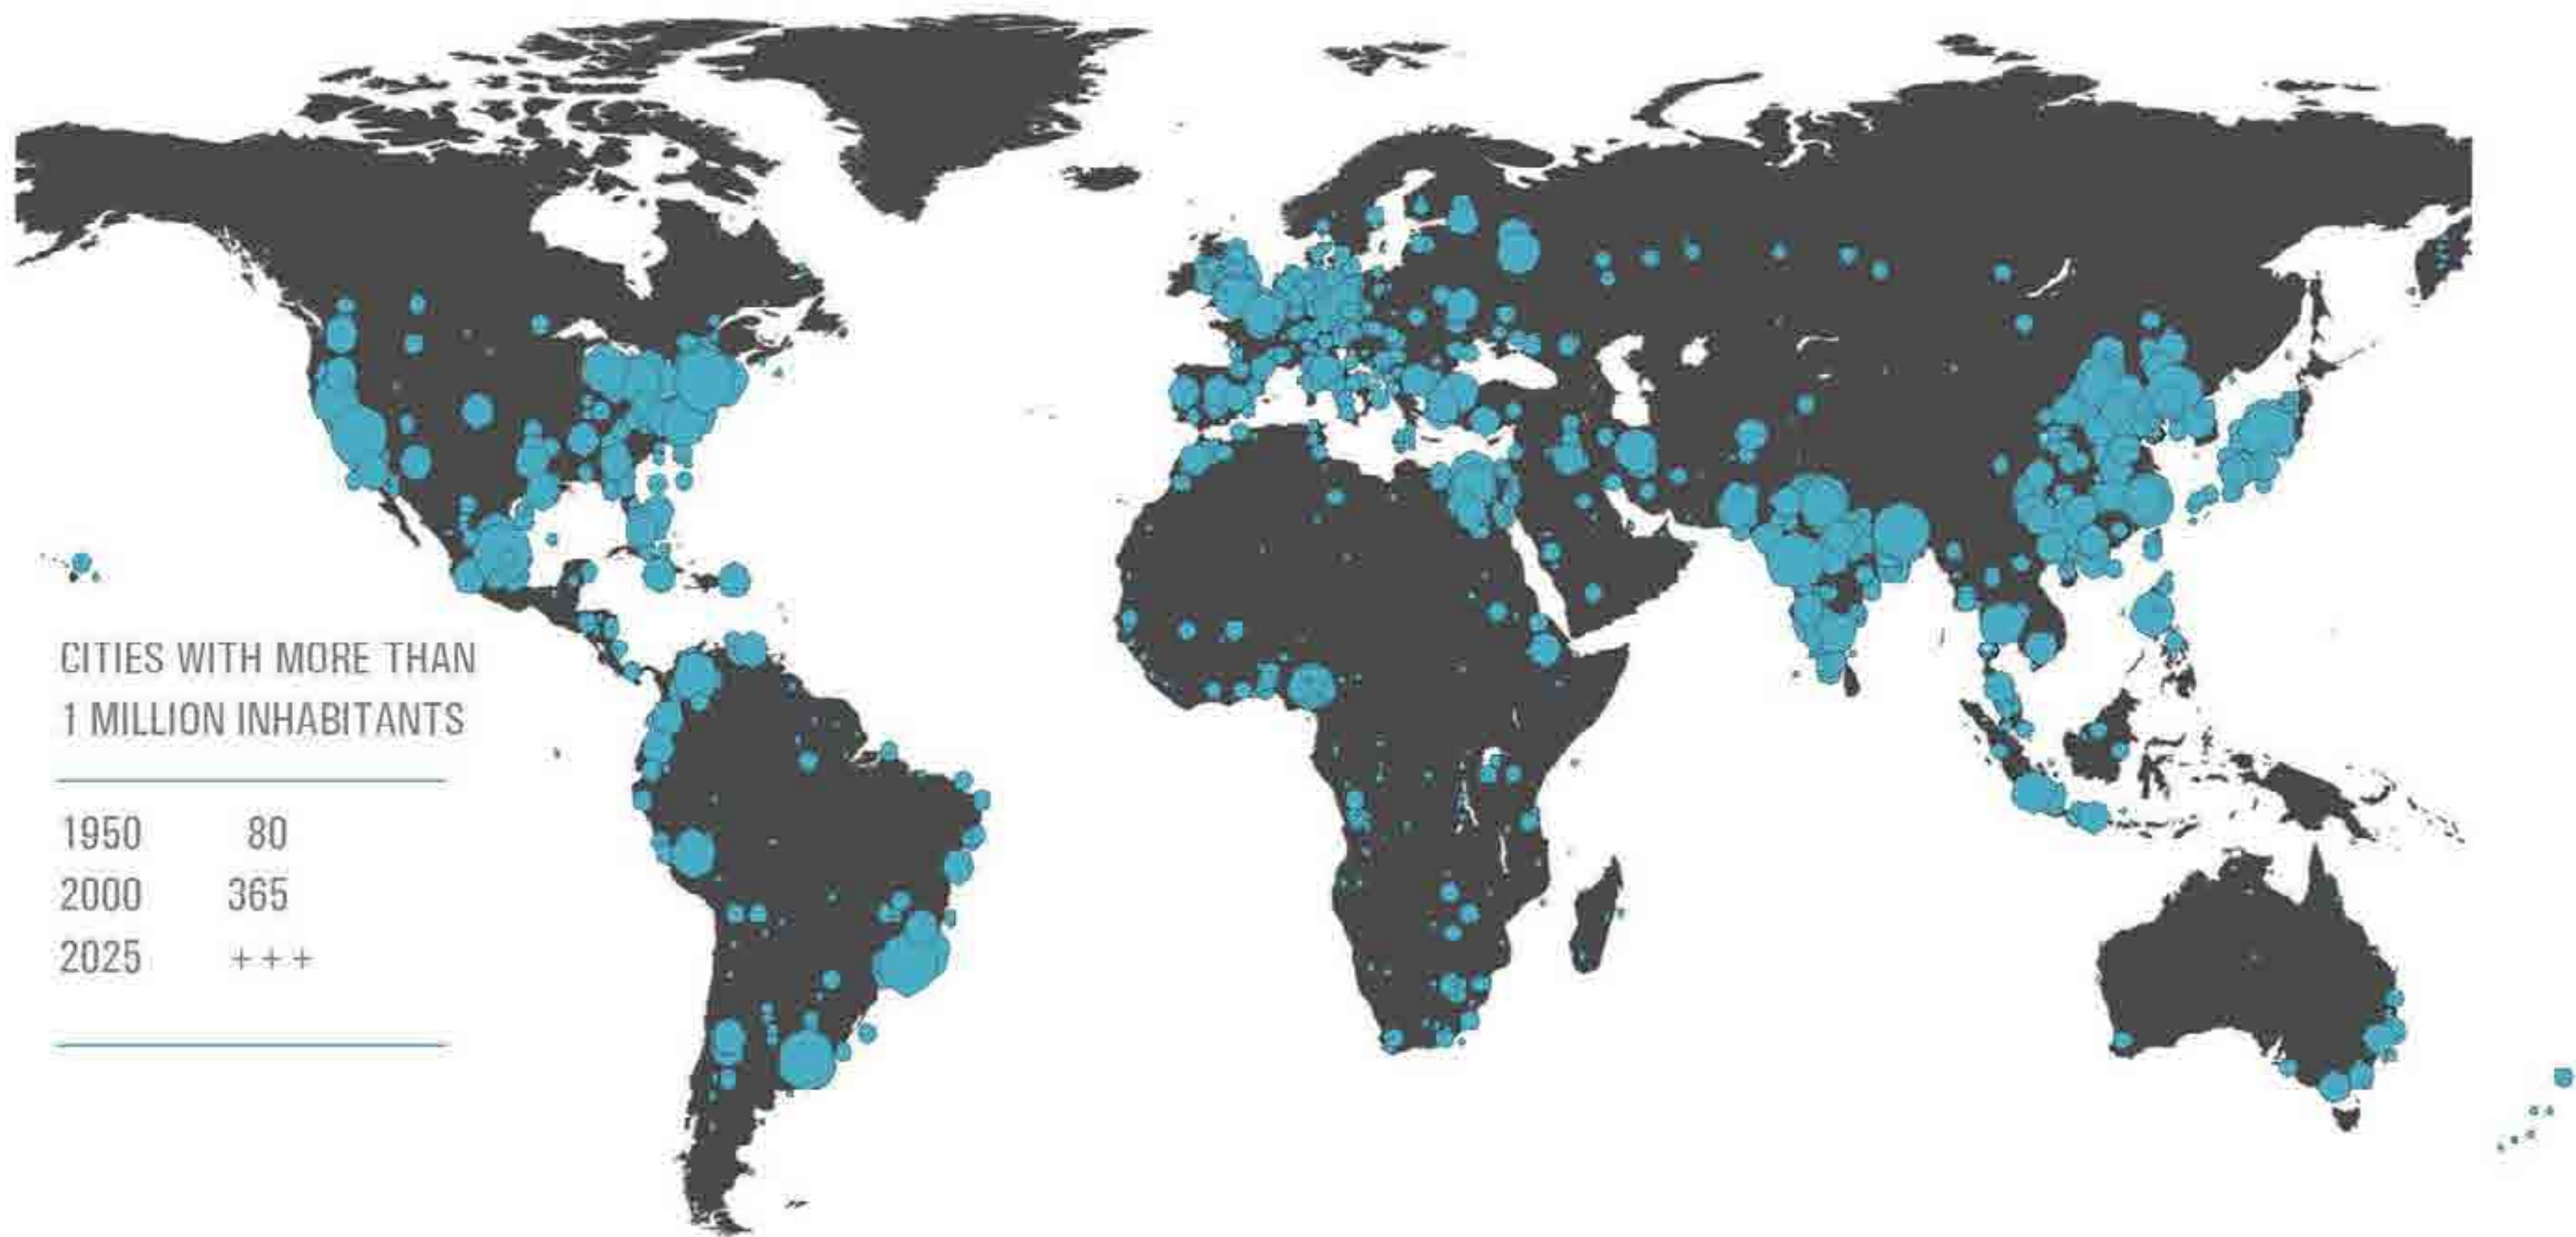 CITIES WITH MORE THAN
1 MILLION INHABITANTS
1950 80
2000 365
2025 +++